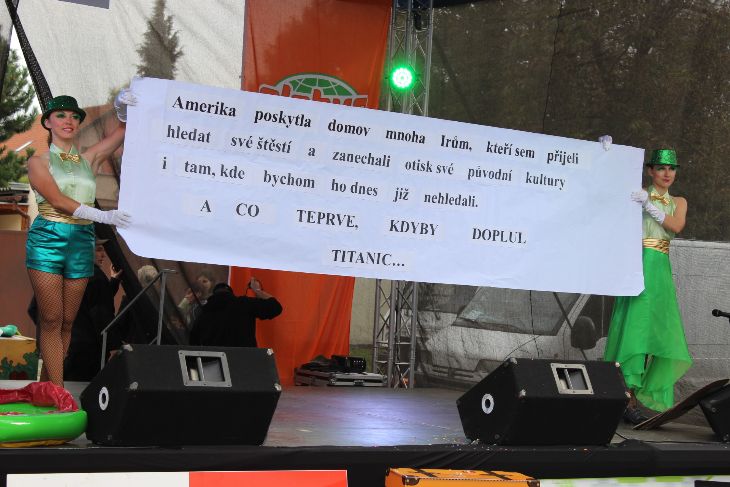 Amerika poskytla domov mnoha Irům, kteří sem přijeli
hledat své štěstí a zanechali otisk své původní kultury
i tam, kde bychom ho dnes již nehledali.
A CO TEPRVE, KDYBY DOPLUL
TITANIC...